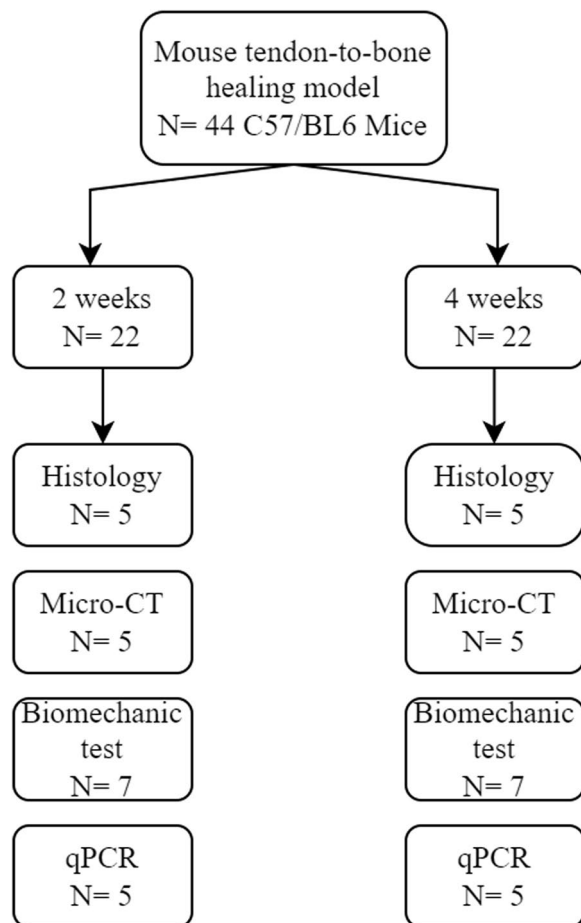 Mouse tendon-to-bone
healing model
N= 44 C57/BL6 Mice
2 weeks
N= 22
4 weeks
N= 22
Histology
N= 5
Histology
N= 5
Micro-CT
N= 5
Micro-CT
N= 5
Biomechanic
test
N= 7
Biomechanic
test
N= 7
qPCR
N= 5
qPCR
N= 5